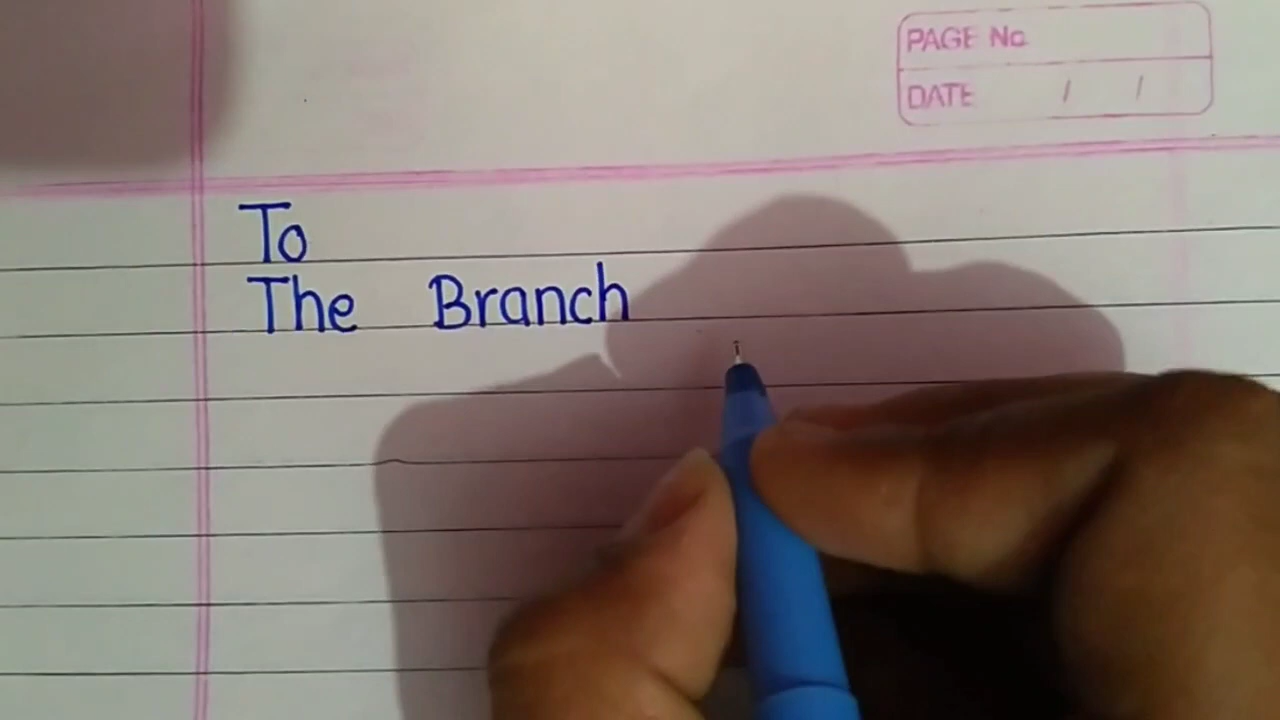 PAGE No
DATE / /
To
The Branch